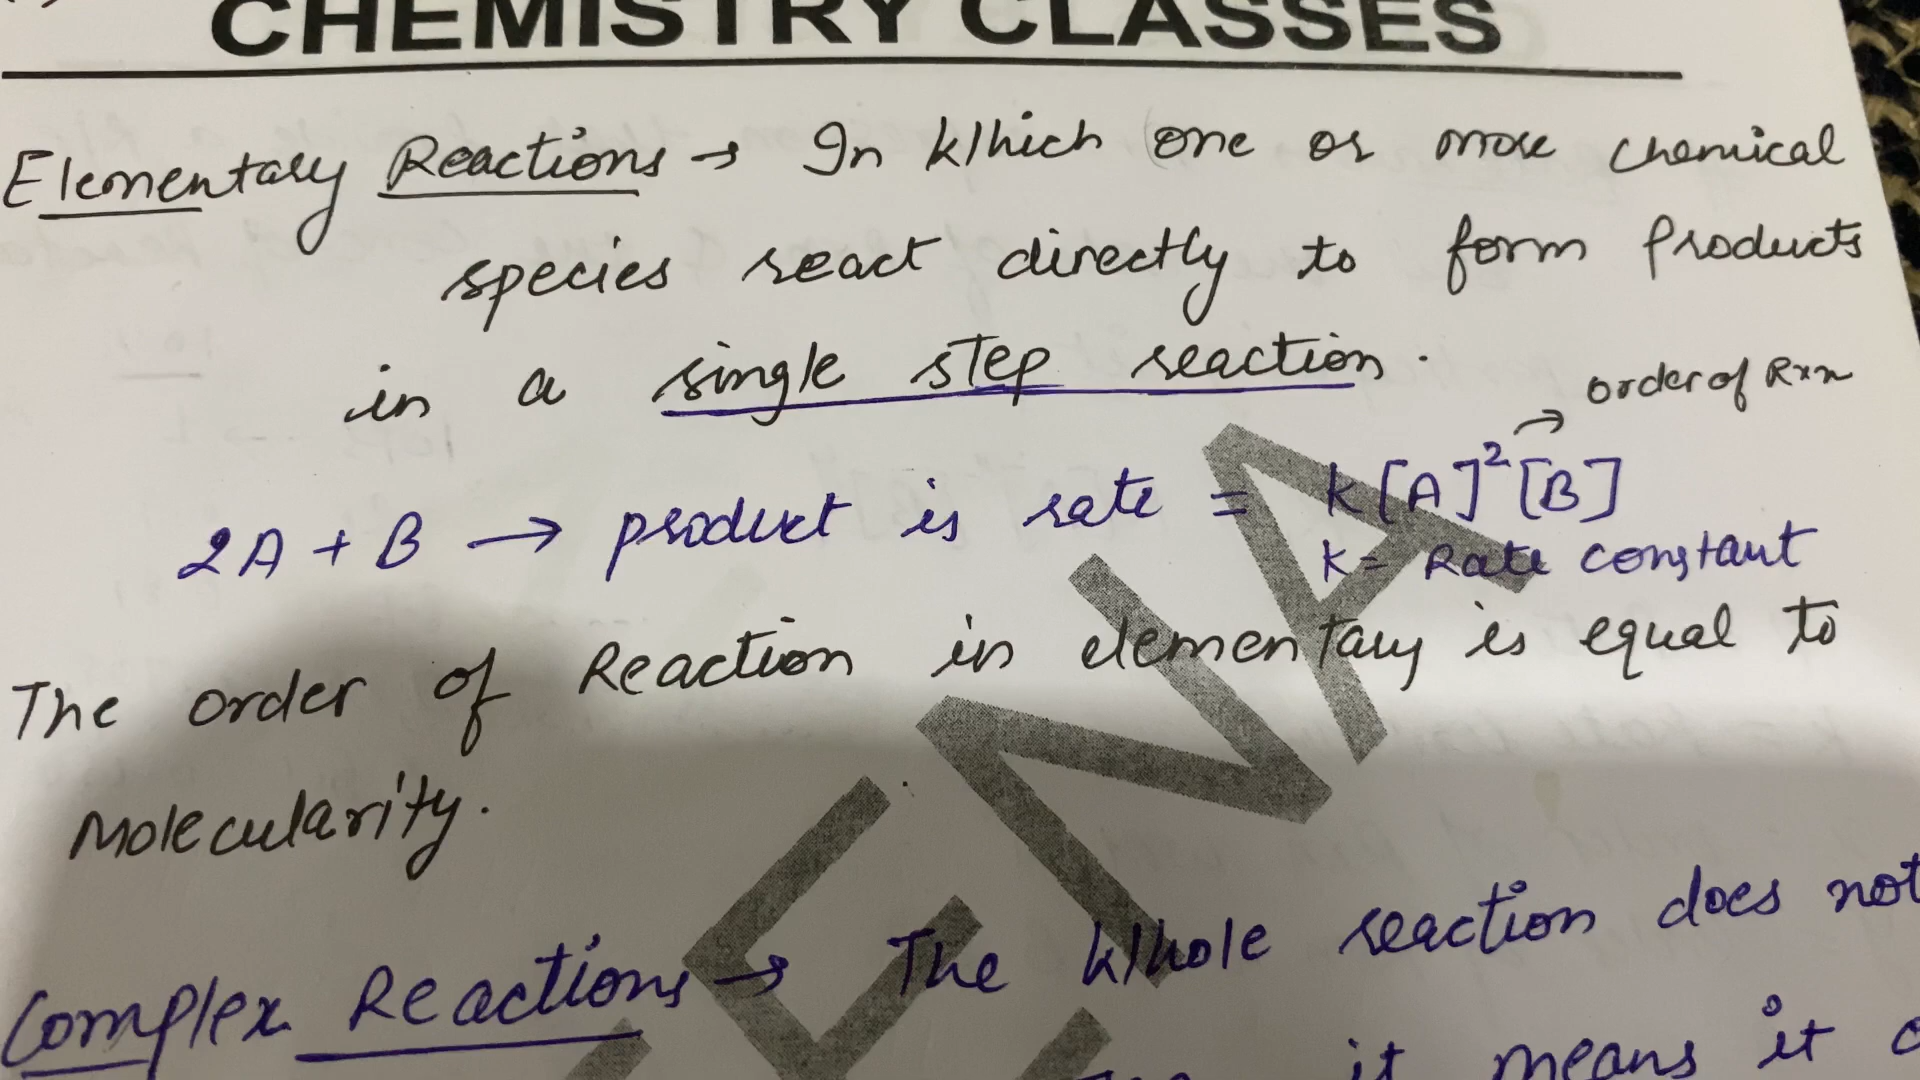 CHEMISTRY CLASSES
Elementary Reactions → In Which one or more chemical
species react directly to form products
in a single step reaction.
→ order of Rxn
2A + B → product is rate = k[A]²[B]
K = Rate constant
The order of Reaction in elementary is equal to
Molecularity.
Complex Reactions → The Whole reaction does not
it means it
ENA